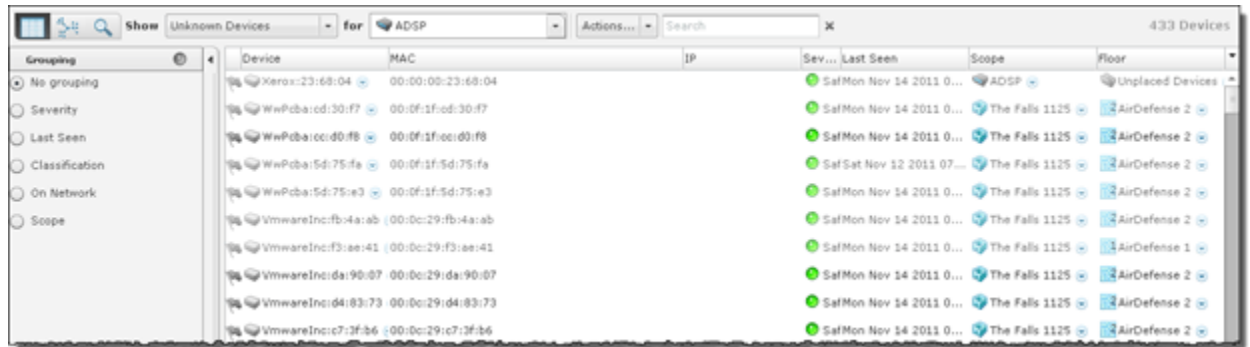 Show Unknown Devices for ADSP Actions... Search x 433 Devices
Grouping Device MAC IP Sev... Last Seen Scope Floor
No grouping Xerox:23:68:04 00:00:00:23:68:04 Saf Mon Nov 14 2011 0... ADSP Unplaced Devices
Severity WwPcba:cd:30:f7 00:0f:1f:cd:30:f7 Saf Mon Nov 14 2011 0... The Falls 1125 AirDefense 2
Last Seen WwPcba:cc:d0:f8 00:0f:1f:cc:d0:f8 Saf Mon Nov 14 2011 0... The Falls 1125 AirDefense 2
Classification WwPcba:5d:75:fa 00:0f:1f:5d:75:fa Saf Sat Nov 12 2011 07... The Falls 1125 AirDefense 2
On Network WwPcba:5d:75:e3 00:0f:1f:5d:75:e3 Saf Mon Nov 14 2011 0... The Falls 1125 AirDefense 2
Scope VmwareInc:fb:4a:ab 00:0c:29:fb:4a:ab Saf Mon Nov 14 2011 0... The Falls 1125 AirDefense 2
VmwareInc:f3:ae:41 00:0c:29:f3:ae:41 Saf Mon Nov 14 2011 0... The Falls 1125 AirDefense 1
VmwareInc:da:90:07 00:0c:29:da:90:07 Saf Mon Nov 14 2011 0... The Falls 1125 AirDefense 2
VmwareInc:d4:83:73 00:0c:29:d4:83:73 Saf Mon Nov 14 2011 0... The Falls 1125 AirDefense 2
VmwareInc:c7:3f:b6 00:0c:29:c7:3f:b6 Saf Mon Nov 14 2011 0... The Falls 1125 AirDefense 2